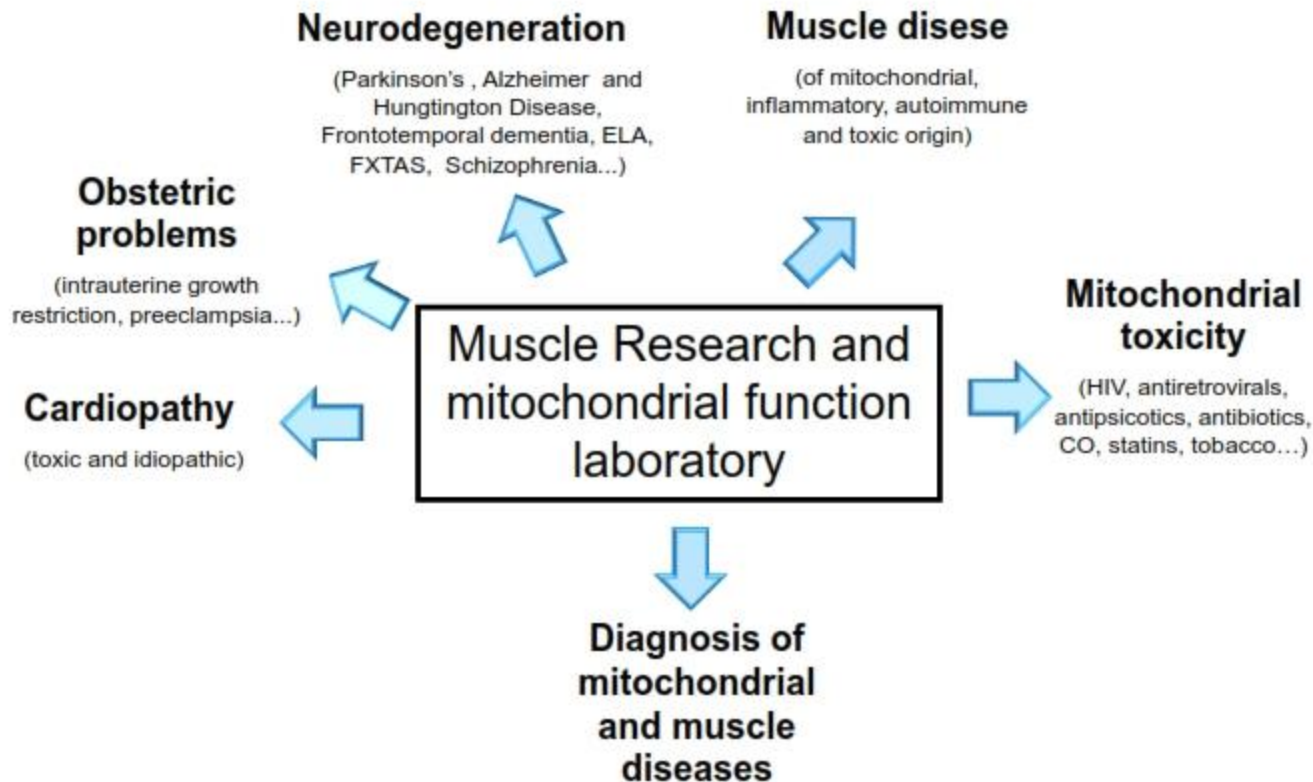 Neurodegeneration
(Parkinson's , Alzheimer and
Hungtington Disease,
Frontotemporal dementia, ELA,
FXTAS, Schizophrenia...)
Muscle disese
(of mitochondrial,
inflammatory, autoimmune
and toxic origin)
Obstetric
problems
(intrauterine growth
restriction, preeclampsia...)
Mitochondrial
toxicity
(HIV, antiretrovirals,
antipsicotics, antibiotics,
CO, statins, tobacco…)
Muscle Research and
mitochondrial function
laboratory
Cardiopathy
(toxic and idiopathic)
Diagnosis of
mitochondrial
and muscle
diseases